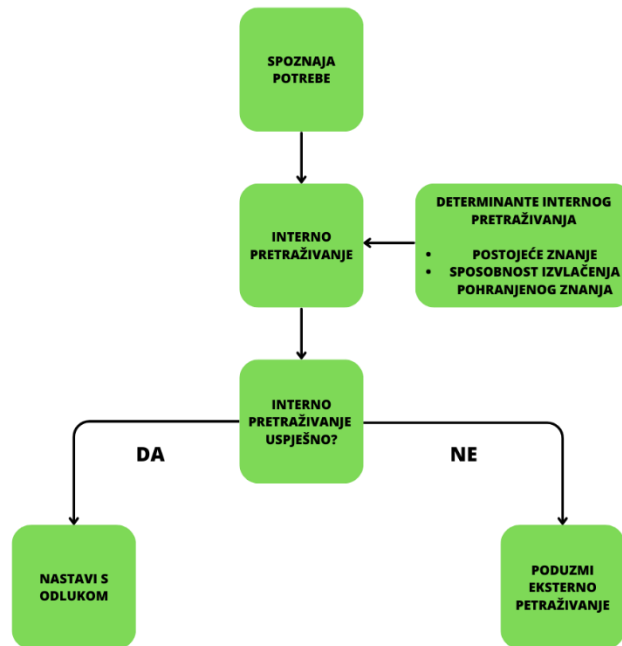 SPOZNAJA
POTREBE
INTERNO
PRETRAŽIVANJE
DETERMINANTE INTERNOG
PRETRAŽIVANJA
• POSTOJEĆE ZNANJE
• SPOSOBNOST IZVLAČENJA
POHRANJENOG ZNANJA
INTERNO
PRETRAŽIVANJE
USPJEŠNO?
DA
NE
NASTAVI S
ODLUKOM
PODUZMI
EKSTERNO
PETRAŽIVANJE